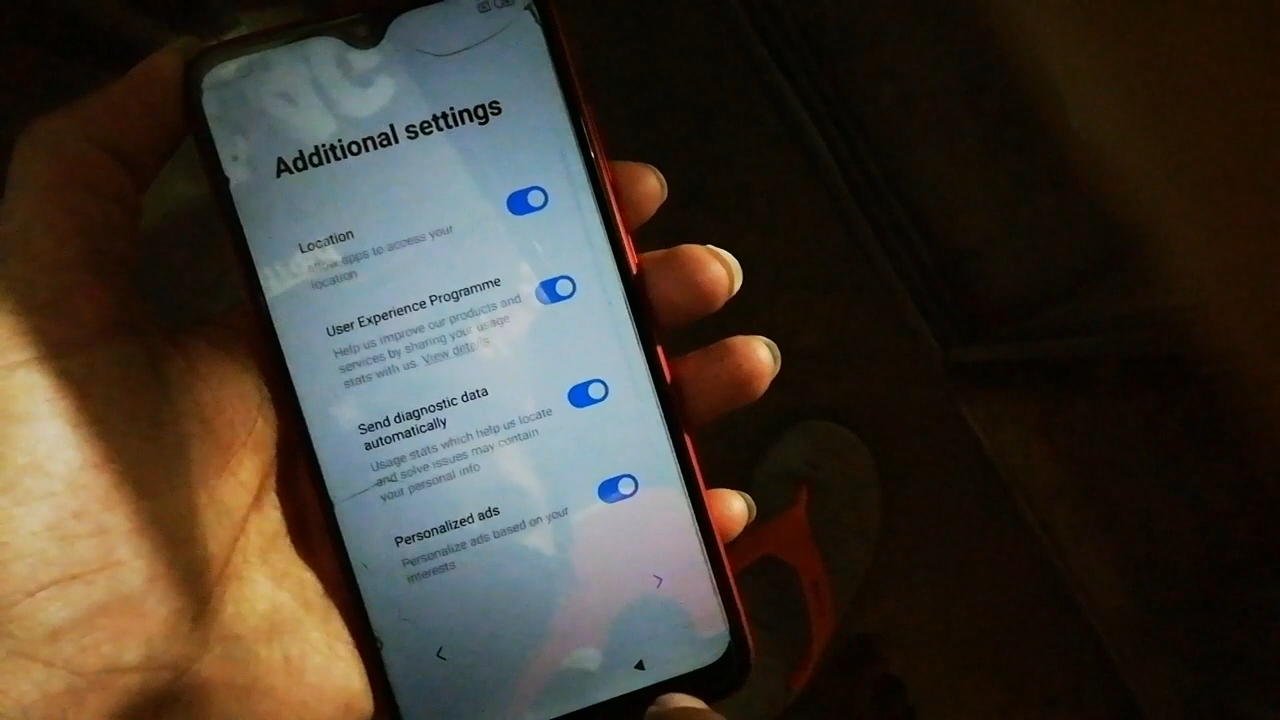 Additional settings
Location
Allow apps to access your
location
User Experience Programme
Help us improve our products and
services by sharing your usage
stats with us. View details
Send diagnostic data
automatically
Usage stats which help us locate
and solve issues may contain
your personal info
Personalized ads
Personalize ads based on your
interests